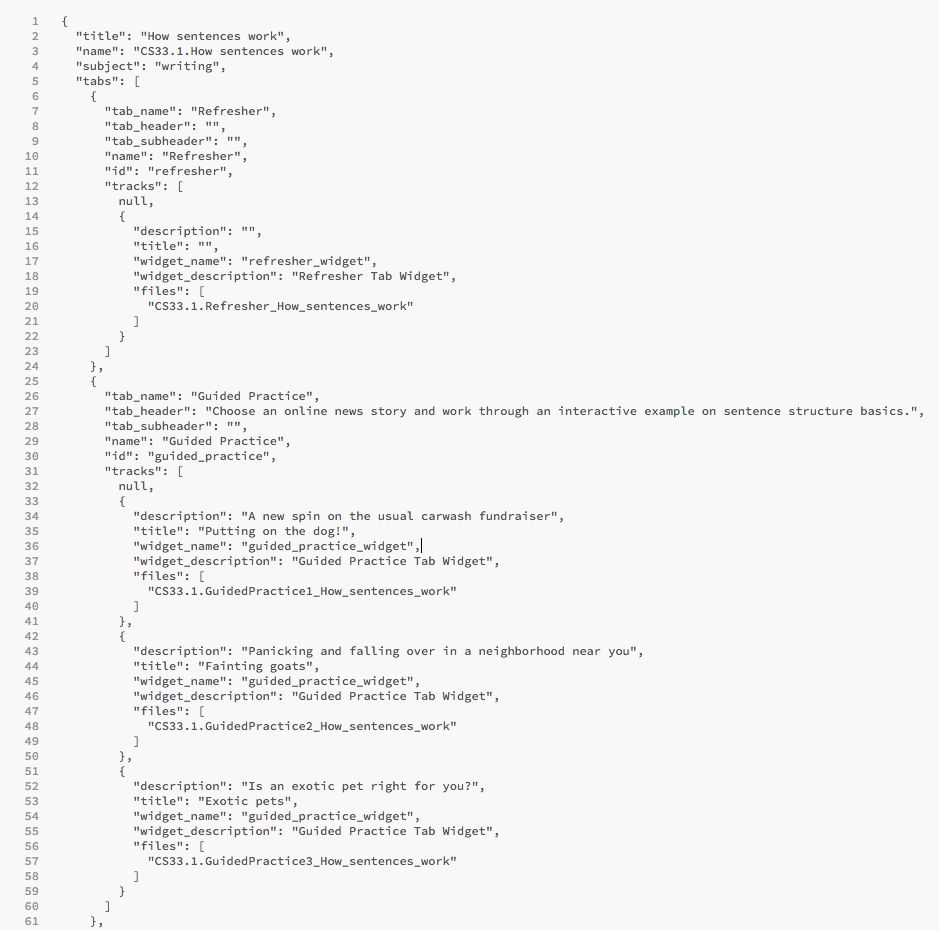 1 {
2 "title": "How sentences work",
3 "name": "CS33.1.How sentences work",
4 "subject": "writing",
5 "tabs": [
6 {
7 "tab_name": "Refresher",
8 "tab_header": "",
9 "tab_subheader": "",
10 "name": "Refresher",
11 "id": "refresher",
12 "tracks": [
13 null,
14 {
15 "description": "",
16 "title": "",
17 "widget_name": "refresher_widget",
18 "widget_description": "Refresher Tab Widget",
19 "files": [
20 "CS33.1.Refresher_How_sentences_work"
21 ]
22 }
23 ]
24 },
25 {
26 "tab_name": "Guided Practice",
27 "tab_header": "Choose an online news story and work through an interactive example on sentence structure basics.",
28 "tab_subheader": "",
29 "name": "Guided Practice",
30 "id": "guided_practice",
31 "tracks": [
32 null,
33 {
34 "description": "A new spin on the usual carwash fundraiser",
35 "title": "Putting on the dog!",
36 "widget_name": "guided_practice_widget",
37 "widget_description": "Guided Practice Tab Widget",
38 "files": [
39 "CS33.1.GuidedPractice1_How_sentences_work"
40 ]
41 },
42 {
43 "description": "Panicking and falling over in a neighborhood near you",
44 "title": "Fainting goats",
45 "widget_name": "guided_practice_widget",
46 "widget_description": "Guided Practice Tab Widget",
47 "files": [
48 "CS33.1.GuidedPractice2_How_sentences_work"
49 ]
50 },
51 {
52 "description": "Is an exotic pet right for you?",
53 "title": "Exotic pets",
54 "widget_name": "guided_practice_widget",
55 "widget_description": "Guided Practice Tab Widget",
56 "files": [
57 "CS33.1.GuidedPractice3_How_sentences_work"
58 ]
59 }
60 ]
61 },